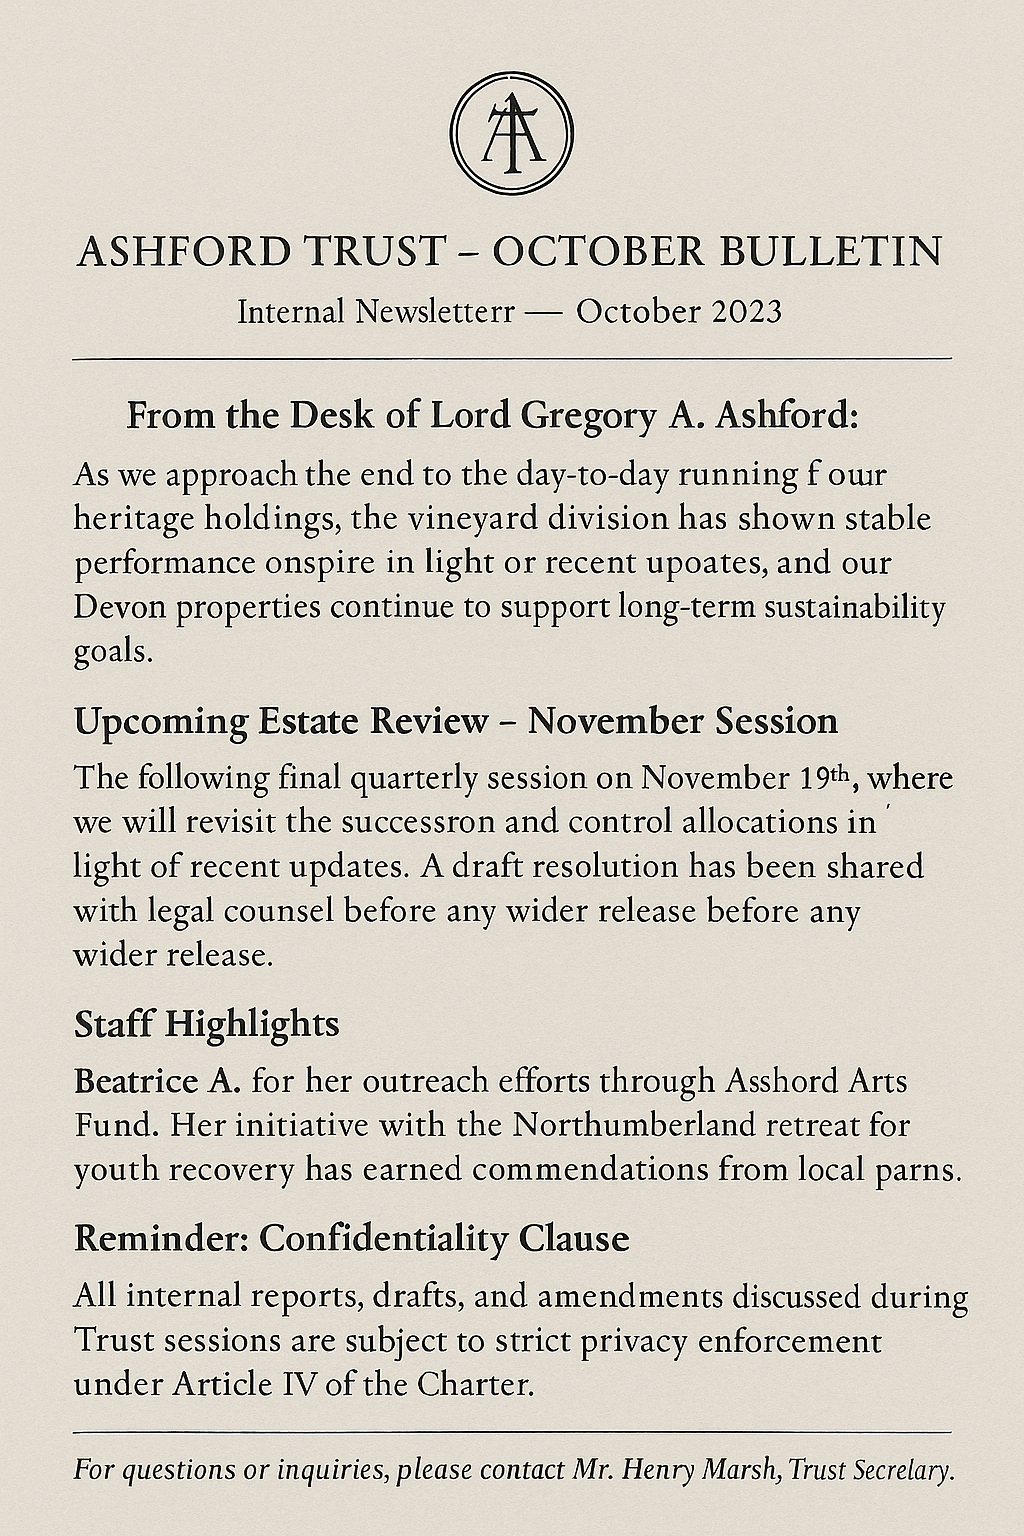 ASHFORD TRUST – OCTOBER BULLETIN
Internal Newsletterr — October 2023
From the Desk of Lord Gregory A. Ashford:
As we approach the end to the day-to-day running f our
heritage holdings, the vineyard division has shown stable
performance onspire in light or recent upoates, and our
Devon properties continue to support long-term sustainability
goals.
Upcoming Estate Review – November Session
The following final quarterly session on November 19th, where
we will revisit the successron and control allocations in
light of recent updates. A draft resolution has been shared
with legal counsel before any wider release before any
wider release.
Staff Highlights
Beatrice A. for her outreach efforts through Asshord Arts
Fund. Her initiative with the Northumberland retreat for
youth recovery has earned commendations from local parns.
Reminder: Confidentiality Clause
All internal reports, drafts, and amendments discussed during
Trust sessions are subject to strict privacy enforcement
under Article IV of the Charter.
For questions or inquiries, please contact Mr. Henry Marsh, Trust Secrelary.